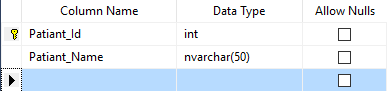 Column Name Data Type Allow Nulls
Patiant_Id int
Patiant_Name nvarchar(50)